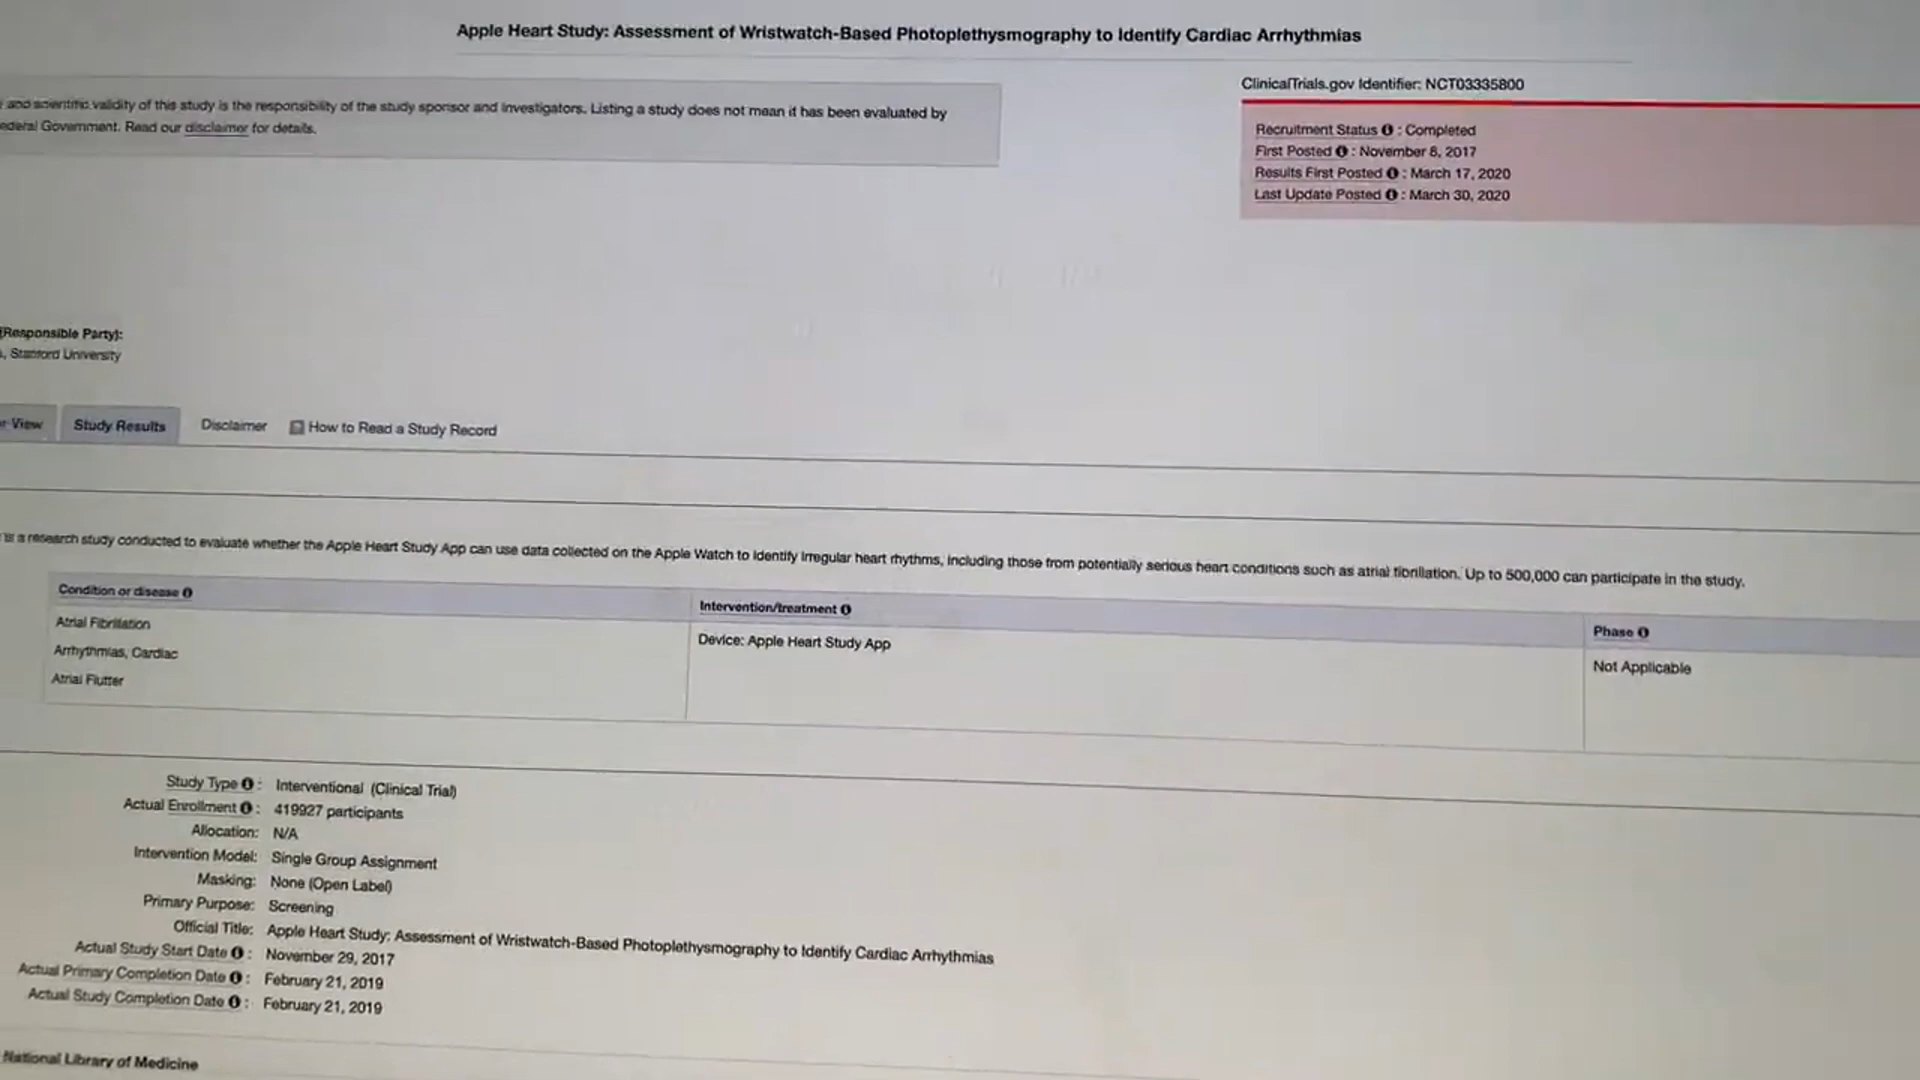 Apple Heart Study: Assessment of Wristwatch-Based Photoplethysmography to Identify Cardiac Arrhythmias
ClinicalTrials.gov Identifier: NCT03335800
and scientific validity of this study is the responsibility of the study sponsor and investigators. Listing a study does not mean it has been evaluated by
ederal Government. Read our disclaimer for details.
Recruitment Status : Completed
First Posted : November 8, 2017
Results First Posted : March 17, 2020
Last Update Posted : March 30, 2020
(Responsible Party):
, Stanford University
r View
Study Results
Disclaimer
How to Read a Study Record
is a research study conducted to evaluate whether the Apple Heart Study App can use data collected on the Apple Watch to identify irregular heart rhythms, including those from potentially serious heart conditions such as atrial fibrillation. Up to 500,000 can participate in the study.
Condition or disease
Intervention/treatment
Phase
Atrial Fibrillation
Device: Apple Heart Study App
Not Applicable
Arrhythmias, Cardiac
Atrial Flutter
Study Type : Interventional (Clinical Trial)
Actual Enrollment : 419927 participants
Allocation: N/A
Intervention Model: Single Group Assignment
Masking: None (Open Label)
Primary Purpose: Screening
Official Title: Apple Heart Study: Assessment of Wristwatch-Based Photoplethysmography to Identify Cardiac Arrhythmias
Actual Study Start Date : November 29, 2017
Actual Primary Completion Date : February 21, 2019
Actual Study Completion Date : February 21, 2019
National Library of Medicine